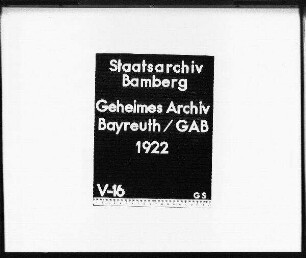 Staatsarchiv
Bamberg
Geheimes Archiv
Bayreuth / GAB
1922
V-16
GS